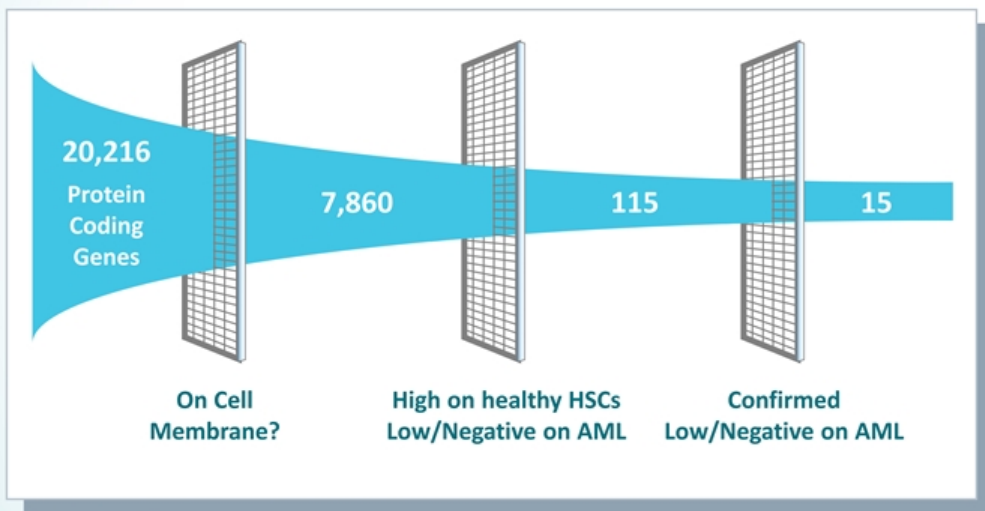 20,216
Protein
Coding
Genes
7,860
115
15
On Cell
Membrane?
High on healthy HSCs
Low/Negative on AML
Confirmed
Low/Negative on AML